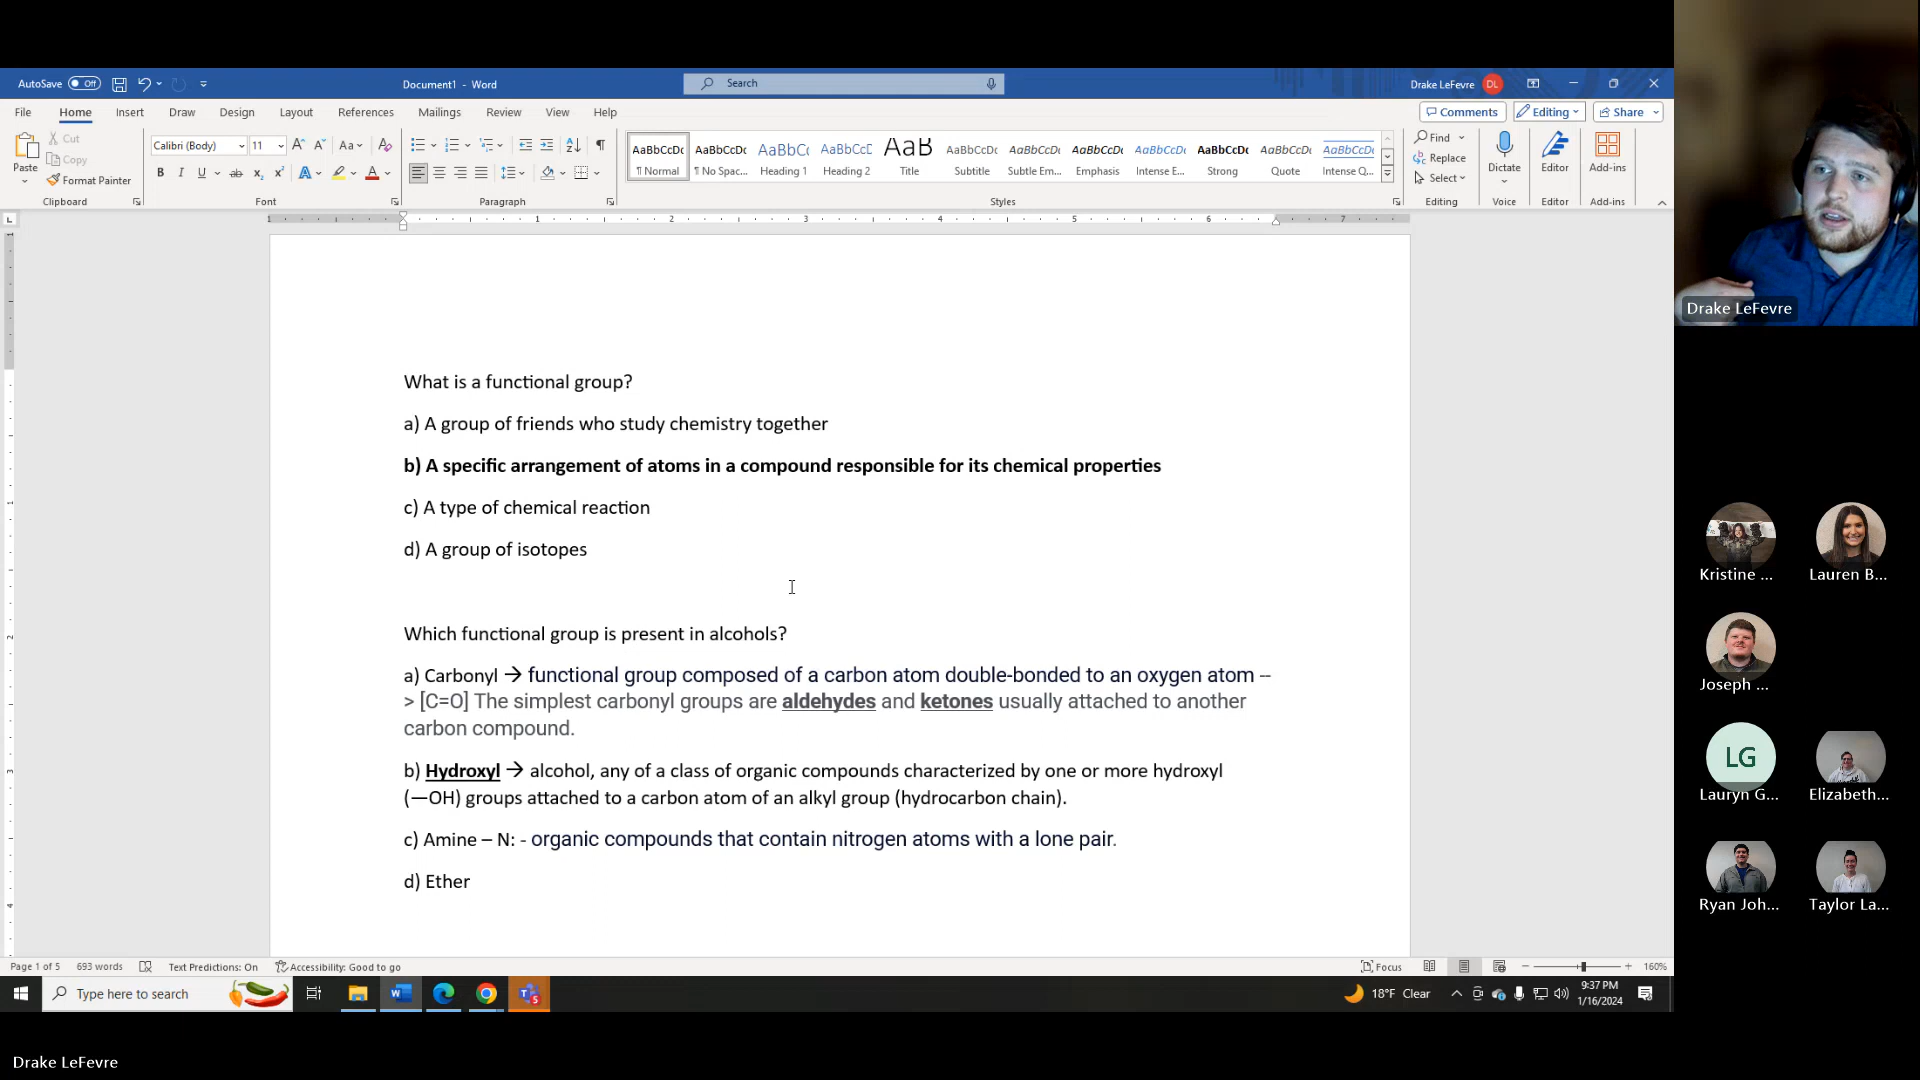 AutoSave Off
Document1 - Word
Search
Drake LeFevre DL
File Home Insert Draw Design Layout References Mailings Review View Help
Comments Editing Share
Paste
Cut
Copy
Format Painter
Clipboard
Calibri (Body) 11
Font
Paragraph
AaBbCcDc AaBbCcDc AaBbCc AaBbCcD AaB AaBbCcDc AaBbCcDc AaBbCcDc AaBbCcDc AaBbCcDc AaBbCcDc AaBbCcDc
¶ Normal ¶ No Spac... Heading 1 Heading 2 Title Subtitle Subtle Em... Emphasis Intense E... Strong Quote Intense Q...
Styles
Find
Replace
Select
Editing
Dictate
Voice
Editor
Editor
Add-ins
Add-ins
1 1 2 3 4 5 6 7
What is a functional group?
a) A group of friends who study chemistry together
b) A specific arrangement of atoms in a compound responsible for its chemical properties
c) A type of chemical reaction
d) A group of isotopes
Which functional group is present in alcohols?
a) Carbonyl → functional group composed of a carbon atom double-bonded to an oxygen atom --
> [C=O] The simplest carbonyl groups are aldehydes and ketones usually attached to another
carbon compound.
b) Hydroxyl → alcohol, any of a class of organic compounds characterized by one or more hydroxyl
(―OH) groups attached to a carbon atom of an alkyl group (hydrocarbon chain).
c) Amine – N: - organic compounds that contain nitrogen atoms with a lone pair.
d) Ether
Page 1 of 5 693 words Text Predictions: On Accessibility: Good to go
Focus 160%
Type here to search
18°F Clear
9:37 PM
1/16/2024
Drake LeFevre
Kristine ... Lauren B...
Joseph ...
LG
Lauryn G... Elizabeth...
Ryan Joh... Taylor La...
Drake LeFevre